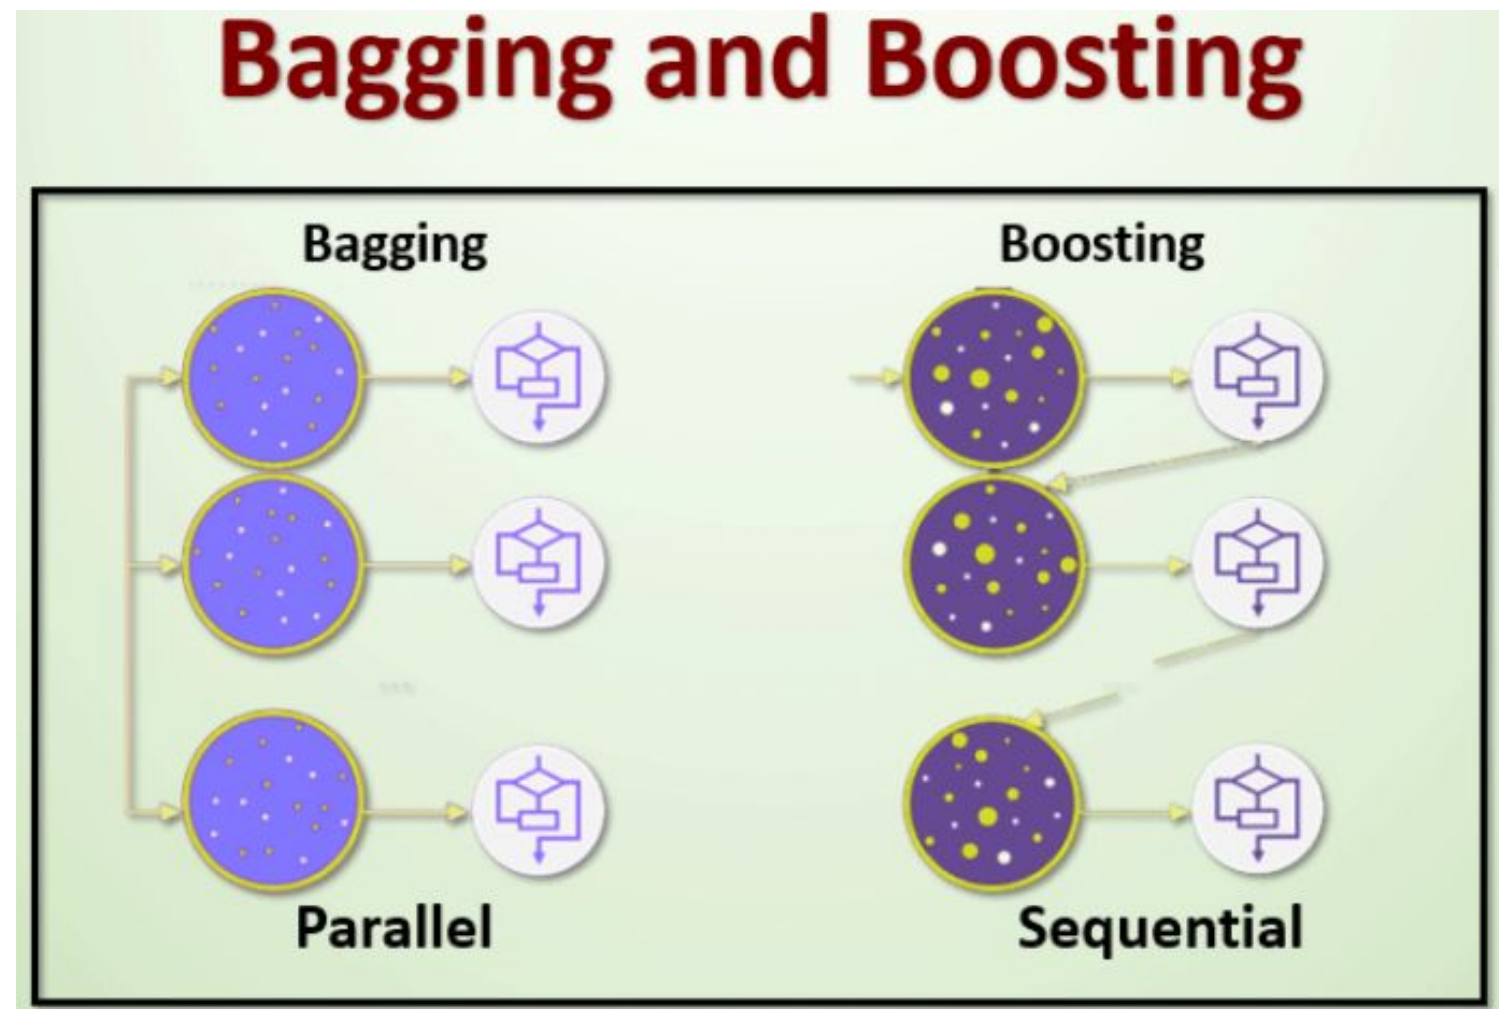 Bagging and Boosting
Bagging
Boosting
Parallel
Sequential